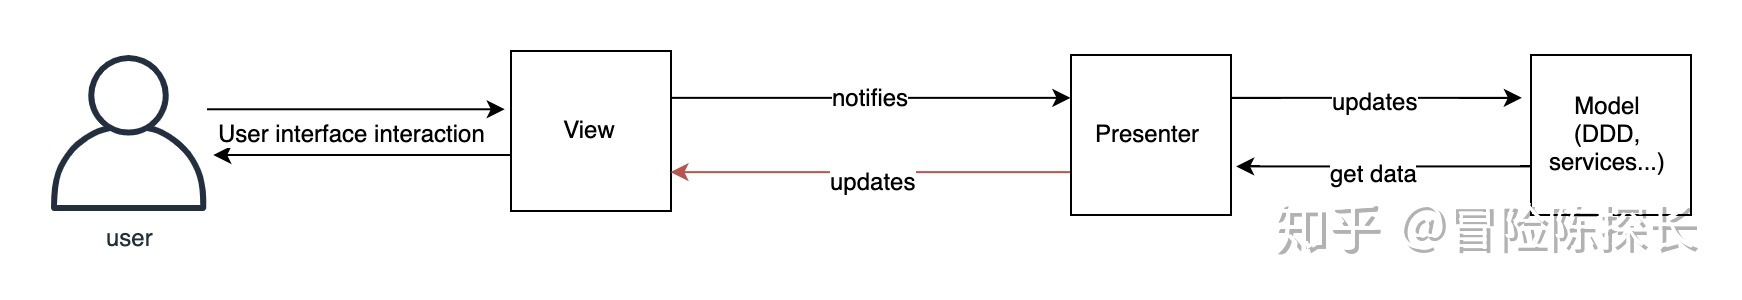 user
User interface interaction
View
notifies
updates
Presenter
updates
get data
Model
(DDD,
services...)
知乎 @冒险陈探长